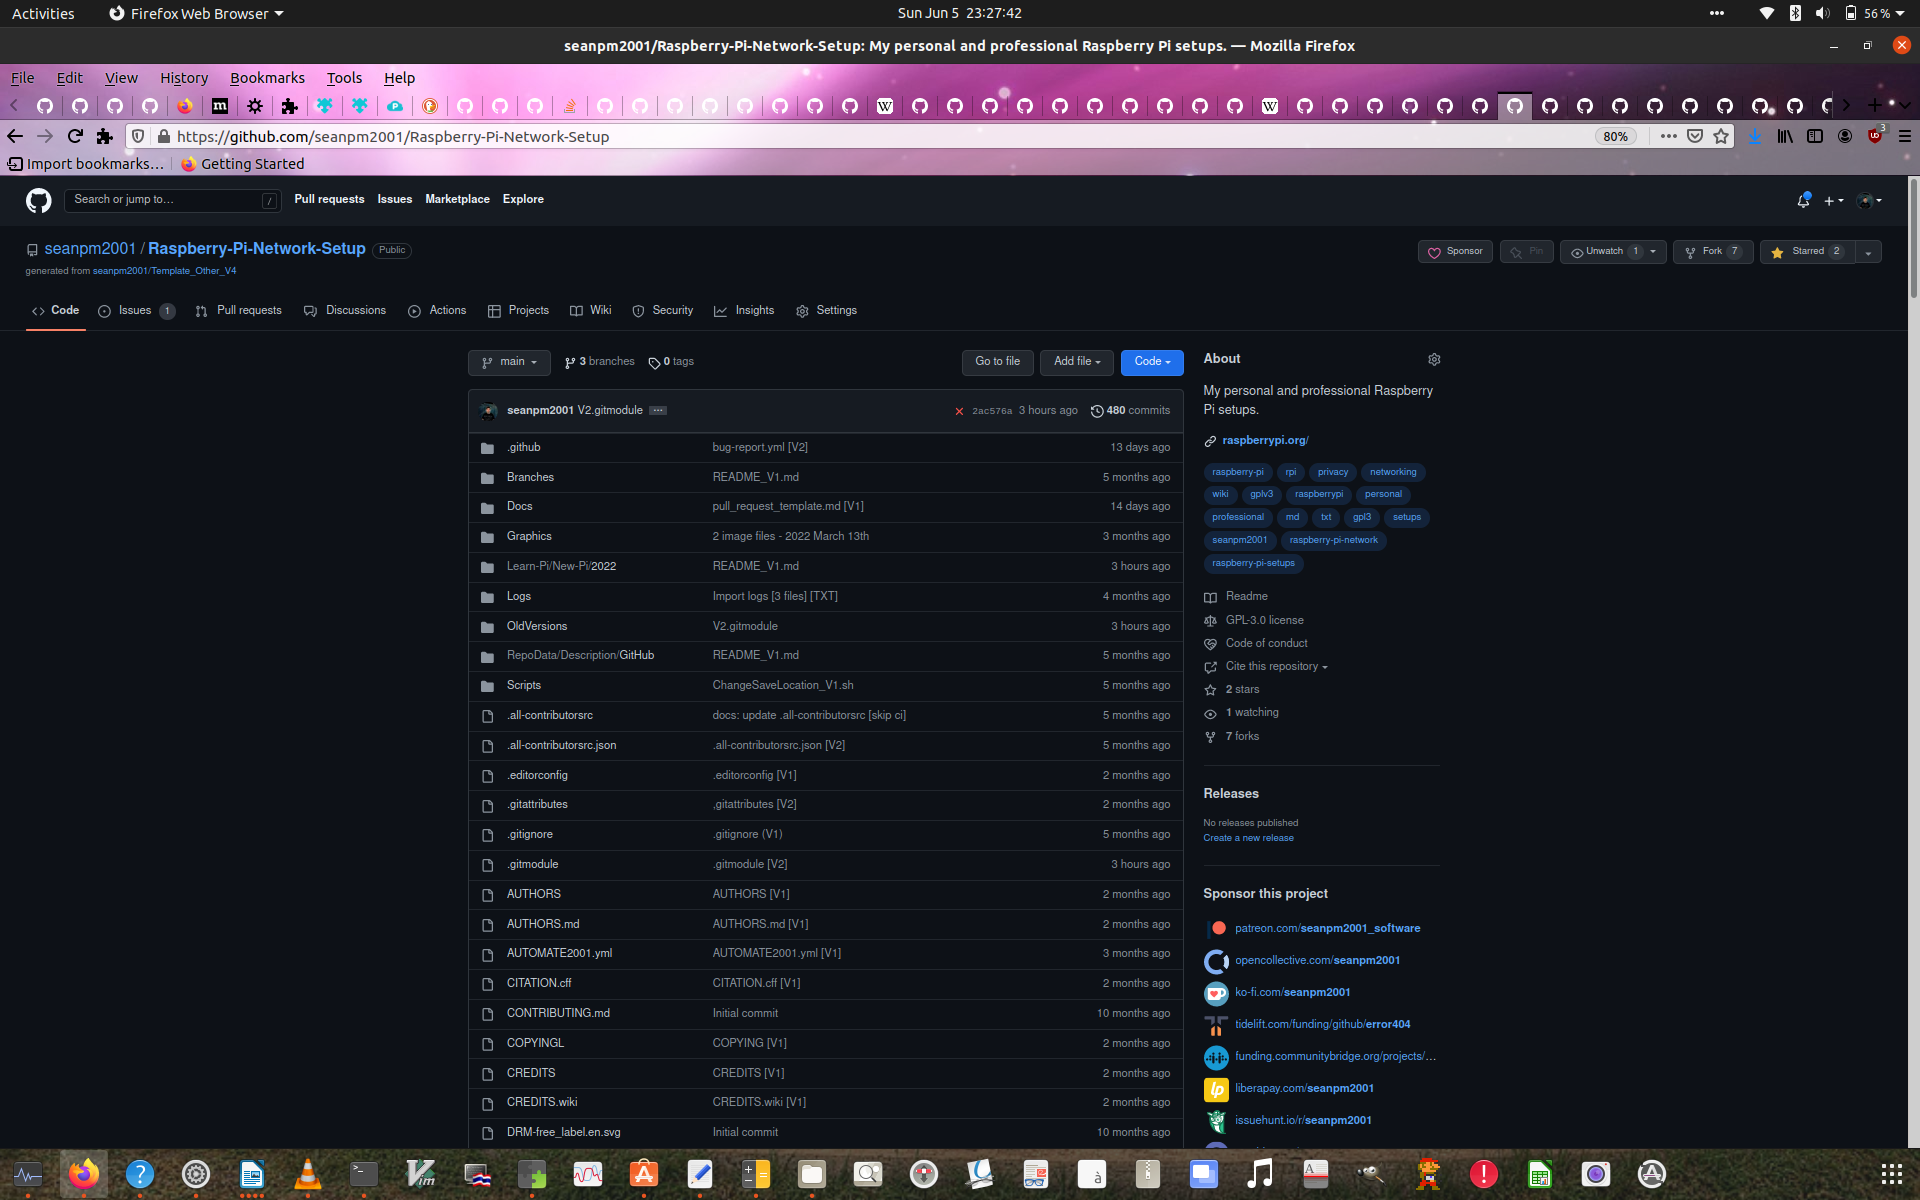 Activities
Firefox Web Browser
Sun Jun 5 23:27:42
56 %
seanpm2001/Raspberry-Pi-Network-Setup: My personal and professional Raspberry Pi setups. — Mozilla Firefox
File Edit View History Bookmarks Tools Help
https://github.com/seanpm2001/Raspberry-Pi-Network-Setup
80%
3
Import bookmarks…
Getting Started
Search or jump to…
/
Pull requests Issues Marketplace Explore
seanpm2001 / Raspberry-Pi-Network-Setup Public
generated from seanpm2001/Template_Other_V4
Sponsor
Pin
Unwatch 1
Fork 7
Starred 2
Code
Issues 1
Pull requests
Discussions
Actions
Projects
Wiki
Security
Insights
Settings
main
3 branches
0 tags
Go to file
Add file
Code
seanpm2001 V2.gitmodule ...
2ac576a 3 hours ago 480 commits
.github bug-report.yml [V2] 13 days ago
Branches README_V1.md 5 months ago
Docs pull_request_template.md [V1] 14 days ago
Graphics 2 image files - 2022 March 13th 3 months ago
Learn-Pi/New-Pi/2022 README_V1.md 3 hours ago
Logs Import logs [3 files] [TXT] 4 months ago
OldVersions V2.gitmodule 3 hours ago
RepoData/Description/GitHub README_V1.md 5 months ago
Scripts ChangeSaveLocation_V1.sh 5 months ago
.all-contributorsrc docs: update .all-contributorsrc [skip ci] 5 months ago
.all-contributorsrc.json .all-contributorsrc.json [V2] 5 months ago
.editorconfig .editorconfig [V1] 2 months ago
.gitattributes ,gitattributes [V2] 2 months ago
.gitignore .gitignore (V1) 5 months ago
.gitmodule .gitmodule [V2] 3 hours ago
AUTHORS AUTHORS [V1] 2 months ago
AUTHORS.md AUTHORS.md [V1] 2 months ago
AUTOMATE2001.yml AUTOMATE2001.yml [V1] 3 months ago
CITATION.cff CITATION.cff [V1] 2 months ago
CONTRIBUTING.md Initial commit 10 months ago
COPYINGL COPYING [V1] 2 months ago
CREDITS CREDITS [V1] 2 months ago
CREDITS.wiki CREDITS.wiki [V1] 2 months ago
DRM-free_label.en.svg Initial commit 10 months ago
About
My personal and professional Raspberry
Pi setups.
raspberrypi.org/
raspberry-pi rpi privacy networking
wiki gplv3 raspberrypi personal
professional md txt gpl3 setups
seanpm2001 raspberry-pi-network
raspberry-pi-setups
Readme
GPL-3.0 license
Code of conduct
Cite this repository
2 stars
1 watching
7 forks
Releases
No releases published
Create a new release
Sponsor this project
patreon.com/seanpm2001_software
opencollective.com/seanpm2001
ko-fi.com/seanpm2001
tidelift.com/funding/github/error404
funding.communitybridge.org/projects/…
liberapay.com/seanpm2001
issuehunt.io/r/seanpm2001